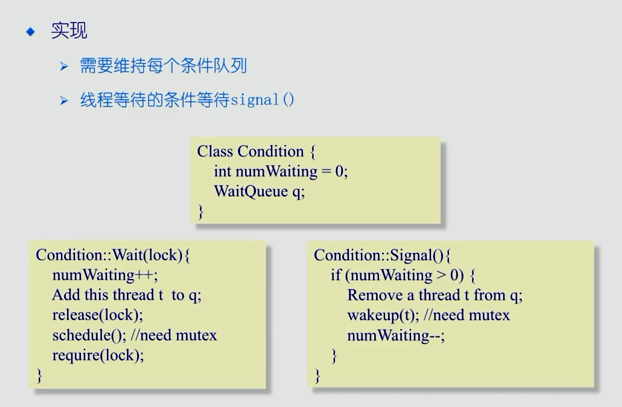 实现
需要维持每个条件队列
线程等待的条件等待signal()
Class Condition {
int numWaiting = 0;
WaitQueue q;
}
Condition::Wait(lock){
numWaiting++;
Add this thread t to q;
release(lock);
schedule(); //need mutex
require(lock);
}
Condition::Signal(){
if (numWaiting > 0) {
Remove a thread t from q;
wakeup(t); //need mutex
numWaiting--;
}
}